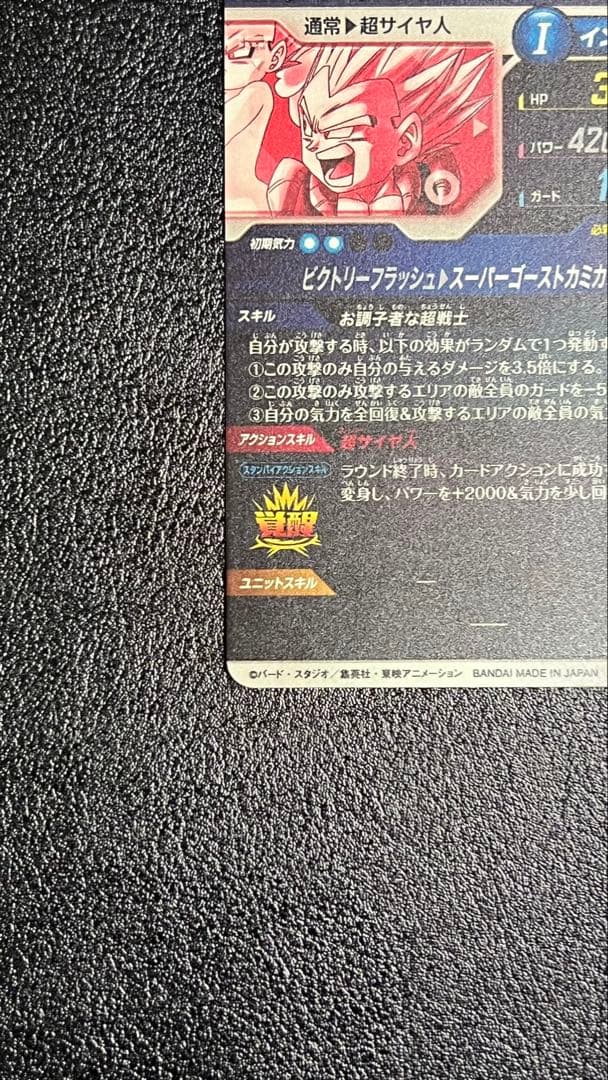 通常▶超サイヤ人
I
イン
HP 3
パワー 420
ガード 1
初期気力
必殺
ビクトリーフラッシュ▶スーパーゴーストカミカ
スキル
お調子者な超戦士
自分が攻撃する時、以下の効果がランダムで1つ発動す
①この攻撃のみ自分の与えるダメージを3.5倍にする。
②この攻撃のみ攻撃するエリアの敵全員のガードを-5
③自分の気力を全回復&攻撃するエリアの敵全員の気
アクションスキル
超サイヤ人
スタンバイアクションスキル
ラウンド終了時、カードアクションに成功
変身し、パワーを+2000&気力を少し回
覚醒
ユニットスキル
—
—
©バード・スタジオ/集英社・東映アニメーション BANDAI MADE IN JAPAN